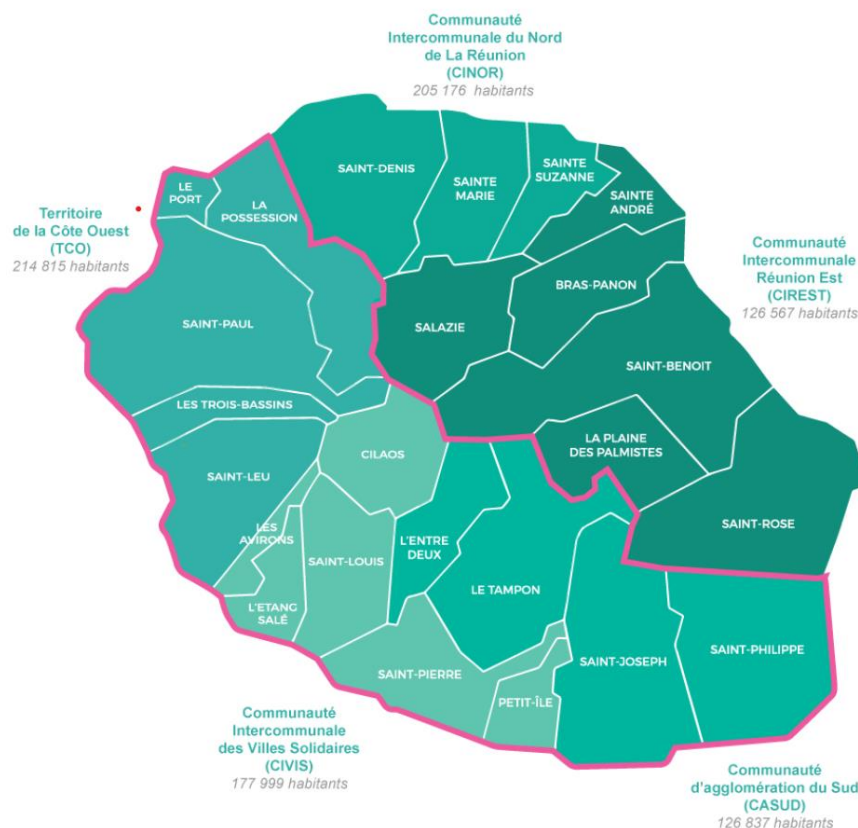 Communauté
Intercommunale du Nord
de La Réunion
(CINOR)
205 176 habitants
SAINT-DENIS
SAINTE
MARIE
SAINTE
SUZANNE
SAINTE
ANDRÉ
LE
PORT
LA
POSSESSION
Territoire
de la Côte Ouest
(TCO)
214 815 habitants
Communauté
Intercommunale
Réunion Est
(CIREST)
126 567 habitants
BRAS-PANON
SALAZIE
SAINT-PAUL
SAINT-BENOIT
LES TROIS-BASSINS
CILAOS
LA PLAINE
DES PALMISTES
SAINT-LEU
SAINT-ROSE
LES
AVIRONS
L'ENTRE
DEUX
SAINT-LOUIS
LE TAMPON
L'ETANG
SALÉ
SAINT-PIERRE
SAINT-JOSEPH
SAINT-PHILIPPE
PETIT-ÎLE
Communauté
Intercommunale
des Villes Solidaires
(CIVIS)
177 999 habitants
Communauté
d'agglomération du Sud
(CASUD)
126 837 habitants